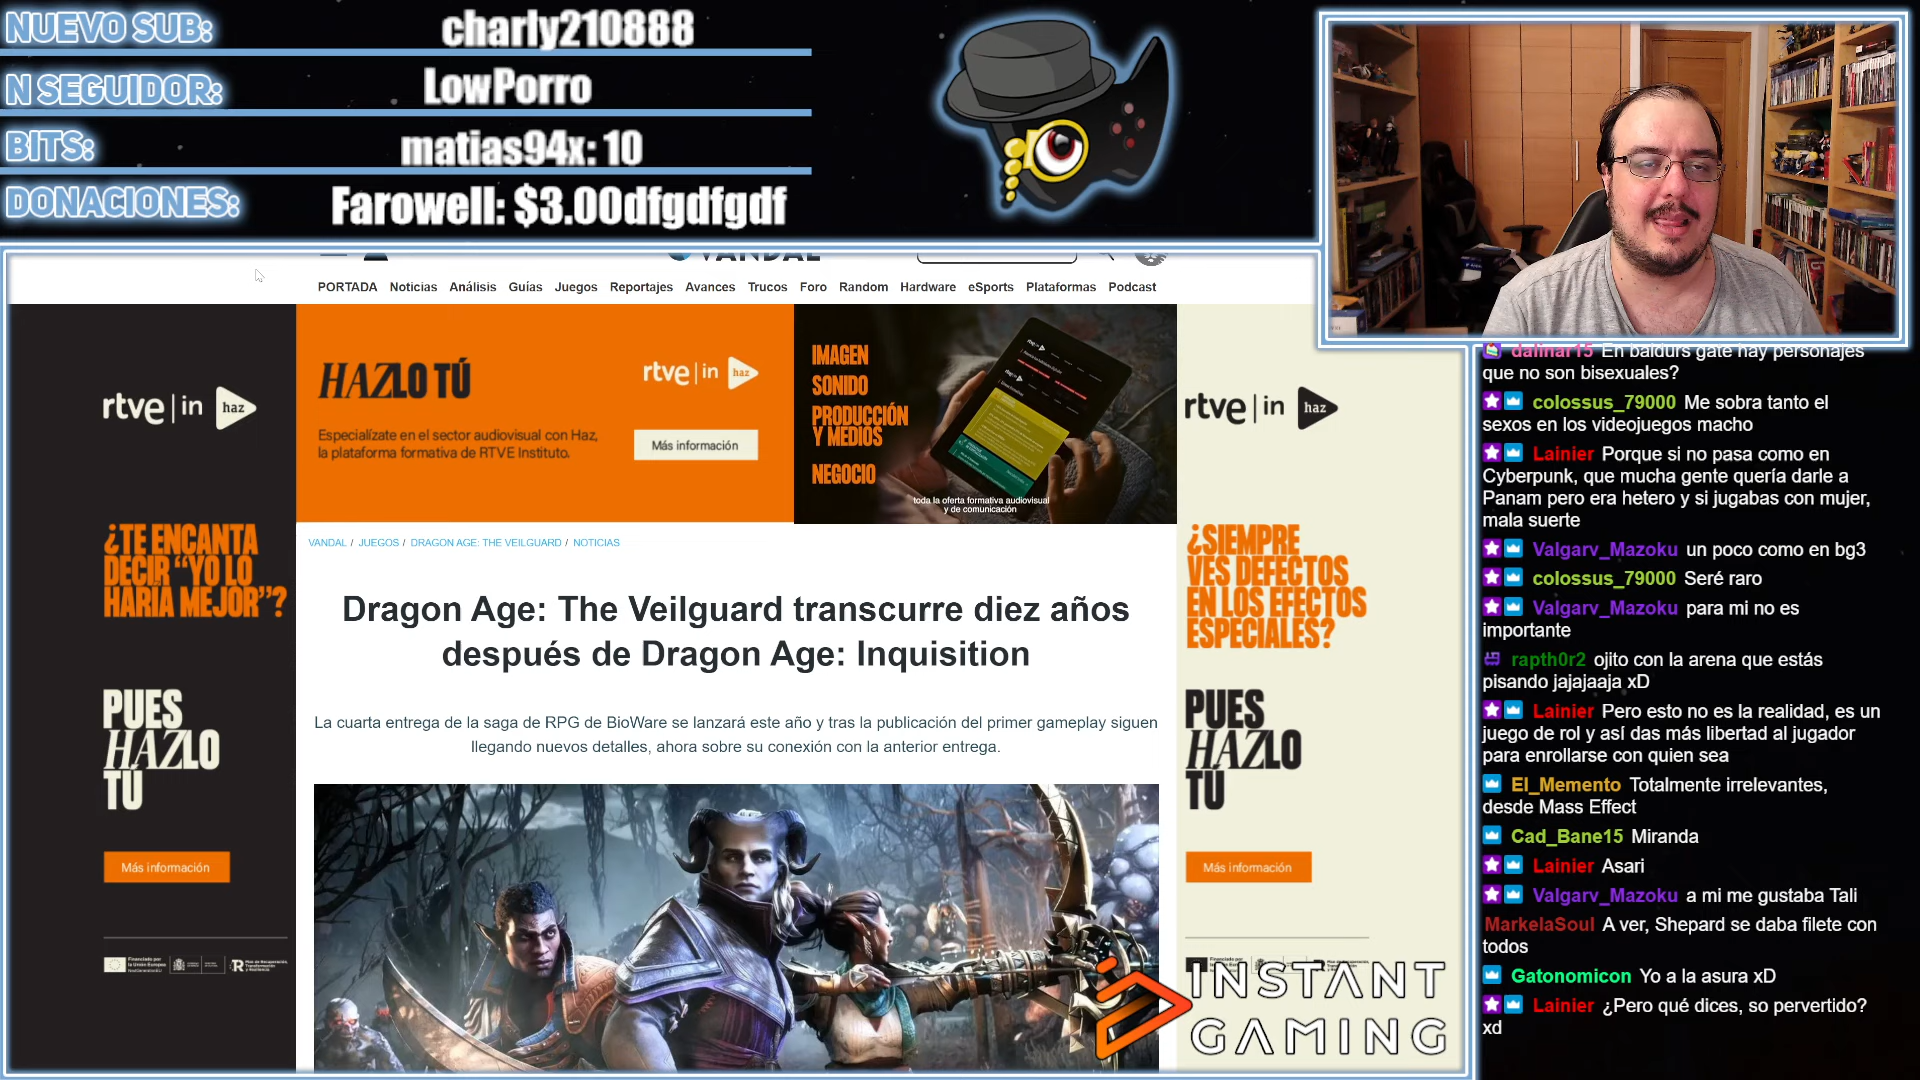 NUEVO SUB: charly210888
N SEGUIDOR: LowPorro
BITS: matias94x: 10
DONACIONES: Farowell: $3.00dfgdfgdf
VANDAL
PORTADA Noticias Análisis Guías Juegos Reportajes Avances Trucos Foro Random Hardware eSports Plataformas Podcast
rtve|in haz
¿TE ENCANTA
DECIR “YO LO
HARÍA MEJOR”?
PUES
HAZLO
TÚ
Más información
HAZLO TÚ
rtve|in haz
Especialízate en el sector audiovisual con Haz,
la plataforma formativa de RTVE Instituto.
Más información
IMAGEN
SONIDO
PRODUCCIÓN
Y MEDIOS
NEGOCIO
toda la oferta formativa audiovisual
y de comunicación
rtve|in haz
¿SIEMPRE
VES DEFECTOS
EN LOS EFECTOS
ESPECIALES?
PUES
HAZLO
TÚ
Más información
VANDAL / JUEGOS / DRAGON AGE: THE VEILGUARD / NOTICIAS
Dragon Age: The Veilguard transcurre diez años
después de Dragon Age: Inquisition
La cuarta entrega de la saga de RPG de BioWare se lanzará este año y tras la publicación del primer gameplay siguen
llegando nuevos detalles, ahora sobre su conexión con la anterior entrega.
INSTANT
GAMING
dalinar15 En baldurs gate hay personajes
que no son bisexuales?
colossus_79000 Me sobra tanto el
sexos en los videojuegos macho
Lainier Porque si no pasa como en
Cyberpunk, que mucha gente quería darle a
Panam pero era hetero y si jugabas con mujer,
mala suerte
Valgarv_Mazoku un poco como en bg3
colossus_79000 Seré raro
Valgarv_Mazoku para mi no es
importante
rapth0r2 ojito con la arena que estás
pisando jajajaaja xD
Lainier Pero esto no es la realidad, es un
juego de rol y así das más libertad al jugador
para enrollarse con quien sea
El_Memento Totalmente irrelevantes,
desde Mass Effect
Cad_Bane15 Miranda
Lainier Asari
Valgarv_Mazoku a mi me gustaba Tali
MarkelaSoul A ver, Shepard se daba filete con
todos
Gatonomicon Yo a la asura xD
Lainier ¿Pero qué dices, so pervertido?
xd